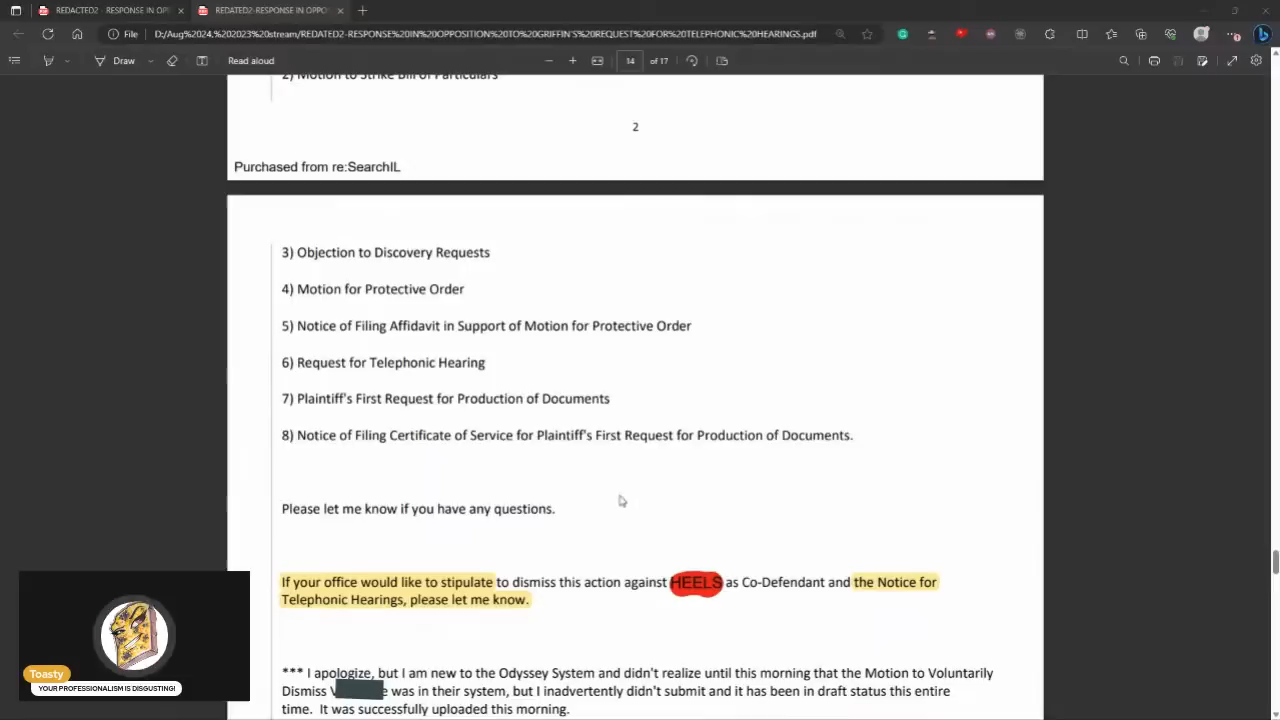 REDACTED2 - RESPONSE IN OPP
REDATED2-RESPONSE IN OPPO
File
D:/Aug%2024,%202023%20stream/REDATED2-RESPONSE%20IN%20OPPOSITION%20TO%20GRIFFIN'S%20REQUEST%20FOR%20TELEPHONIC%20HEARINGS.pdf
Draw
Read aloud
14 of 17
2) Motion to Strike Bill of Particulars
2
Purchased from re:SearchIL
3) Objection to Discovery Requests
4) Motion for Protective Order
5) Notice of Filing Affidavit in Support of Motion for Protective Order
6) Request for Telephonic Hearing
7) Plaintiff's First Request for Production of Documents
8) Notice of Filing Certificate of Service for Plaintiff's First Request for Production of Documents.
Please let me know if you have any questions.
If your office would like to stipulate to dismiss this action against HEELS as Co-Defendant and the Notice for
Telephonic Hearings, please let me know.
*** I apologize, but I am new to the Odyssey System and didn't realize until this morning that the Motion to Voluntarily
Dismiss V e was in their system, but I inadvertently didn't submit and it has been in draft status this entire
time. It was successfully uploaded this morning.
Toasty
YOUR PROFESSIONALISM IS DISGUSTING!